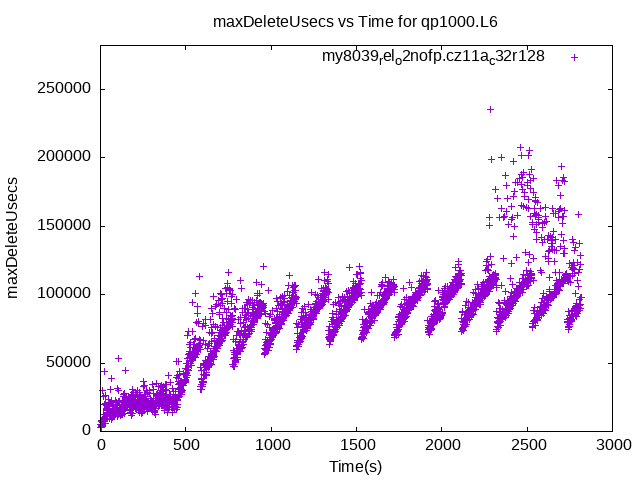 maxDeleteUsecs vs Time for qp1000.L6
my8039relo2nofp.cz11ac32r128
250000
200000
150000
100000
50000
0
maxDeleteUsecs
0 500 1000 1500 2000 2500 3000
Time(s)